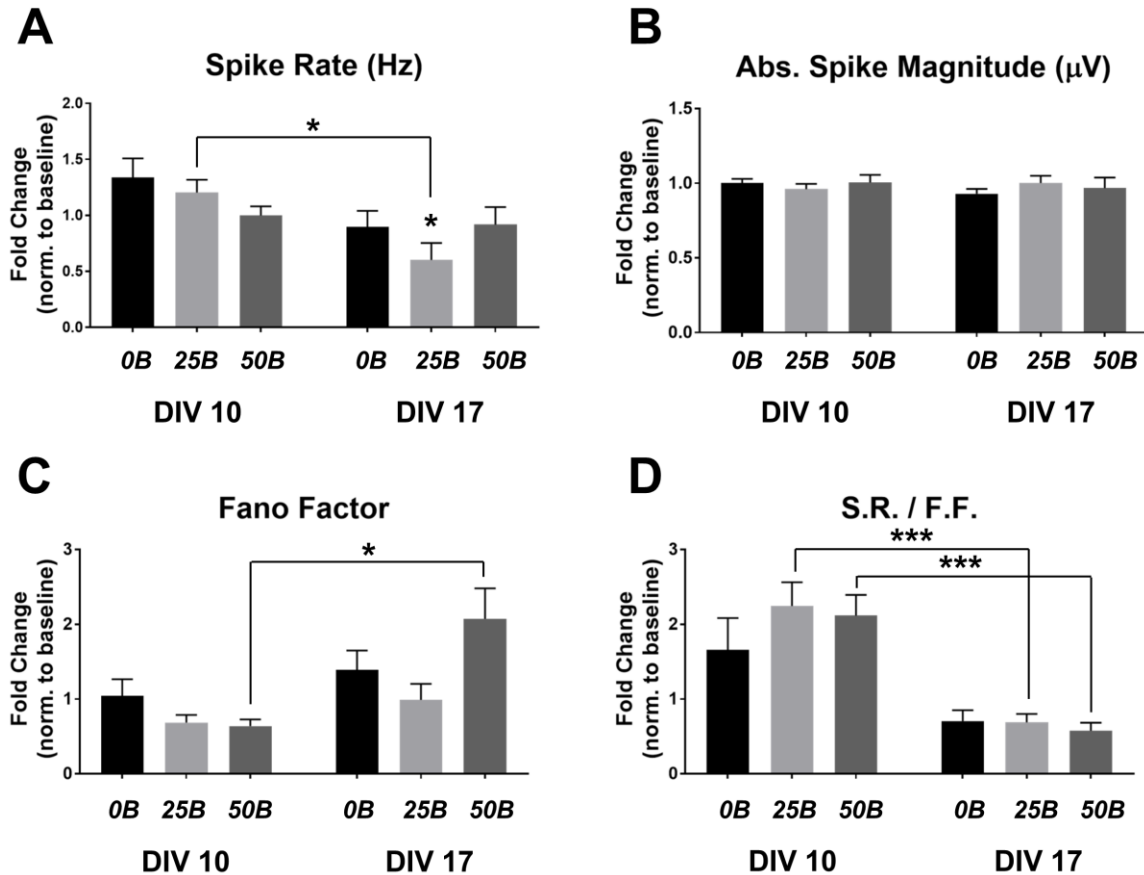 A
Spike Rate (Hz)
Fold Change
(norm. to baseline)
2.0
1.5
1.0
0.5
0.0
*
*
0B 25B 50B 0B 25B 50B
DIV 10 DIV 17
B
Abs. Spike Magnitude (μV)
Fold Change
(norm. to baseline)
1.5
1.0
0.5
0.0
0B 25B 50B 0B 25B 50B
DIV 10 DIV 17
C
Fano Factor
Fold Change
(norm. to baseline)
3
2
1
0
*
0B 25B 50B 0B 25B 50B
DIV 10 DIV 17
D
S.R. / F.F.
Fold Change
(norm. to baseline)
3
2
1
0
***
***
0B 25B 50B 0B 25B 50B
DIV 10 DIV 17